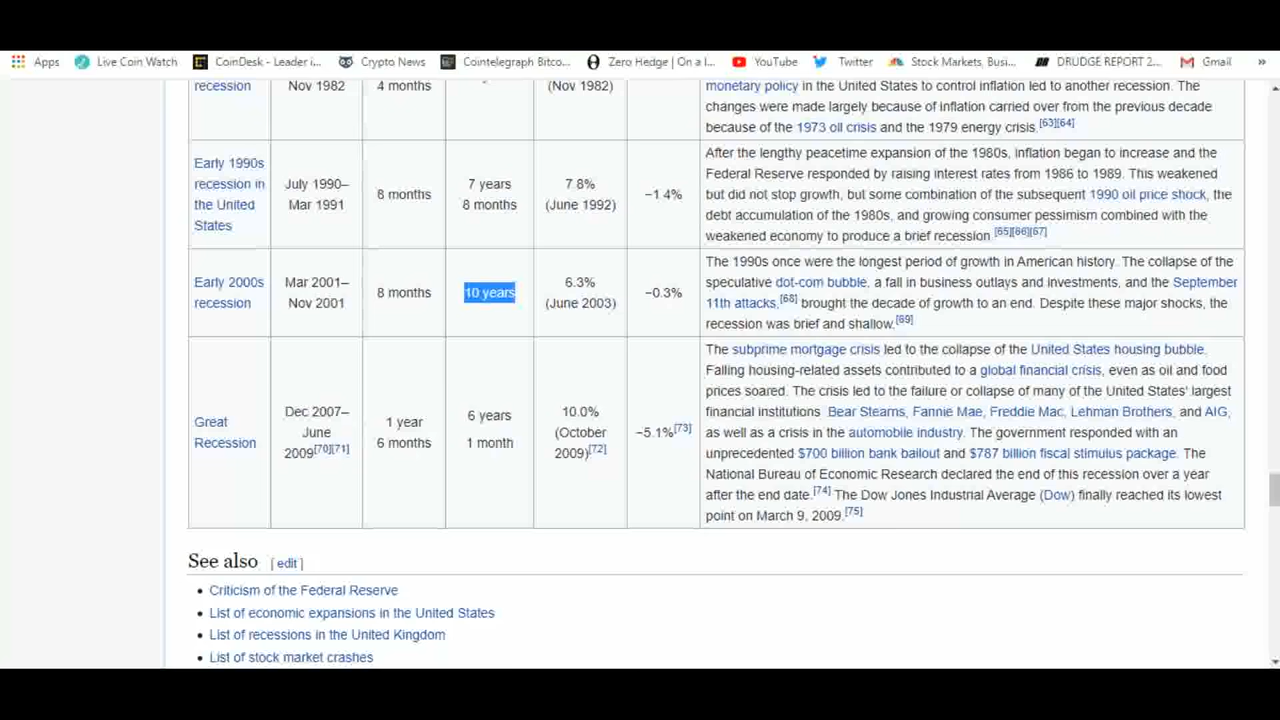 Apps Live Coin Watch CoinDesk - Leader i... Crypto News Cointelegraph Bitco... Zero Hedge | On a l... YouTube Twitter Stock Markets, Busi... DRUDGE REPORT 2... Gmail »
recession
Nov 1982
4 months
(Nov 1982)
monetary policy in the United States to control inflation led to another recession. The
changes were made largely because of inflation carried over from the previous decade
because of the 1973 oil crisis and the 1979 energy crisis.[63][64]
Early 1990s
recession in
the United
States
July 1990–
Mar 1991
8 months
7 years
8 months
7.8%
(June 1992)
−1.4%
After the lengthy peacetime expansion of the 1980s, inflation began to increase and the
Federal Reserve responded by raising interest rates from 1986 to 1989. This weakened
but did not stop growth, but some combination of the subsequent 1990 oil price shock, the
debt accumulation of the 1980s, and growing consumer pessimism combined with the
weakened economy to produce a brief recession.[65][66][67]
Early 2000s
recession
Mar 2001–
Nov 2001
8 months
10 years
6.3%
(June 2003)
−0.3%
The 1990s once were the longest period of growth in American history. The collapse of the
speculative dot-com bubble, a fall in business outlays and investments, and the September
11th attacks,[68] brought the decade of growth to an end. Despite these major shocks, the
recession was brief and shallow.[69]
Great
Recession
Dec 2007–
June
2009[70][71]
1 year
6 months
6 years
1 month
10.0%
(October
2009)[72]
−5.1%[73]
The subprime mortgage crisis led to the collapse of the United States housing bubble.
Falling housing-related assets contributed to a global financial crisis, even as oil and food
prices soared. The crisis led to the failure or collapse of many of the United States' largest
financial institutions Bear Stearns, Fannie Mae, Freddie Mac, Lehman Brothers, and AIG,
as well as a crisis in the automobile industry. The government responded with an
unprecedented $700 billion bank bailout and $787 billion fiscal stimulus package. The
National Bureau of Economic Research declared the end of this recession over a year
after the end date.[74] The Dow Jones Industrial Average (Dow) finally reached its lowest
point on March 9, 2009.[75]
See also [ edit ]
• Criticism of the Federal Reserve
• List of economic expansions in the United States
• List of recessions in the United Kingdom
• List of stock market crashes